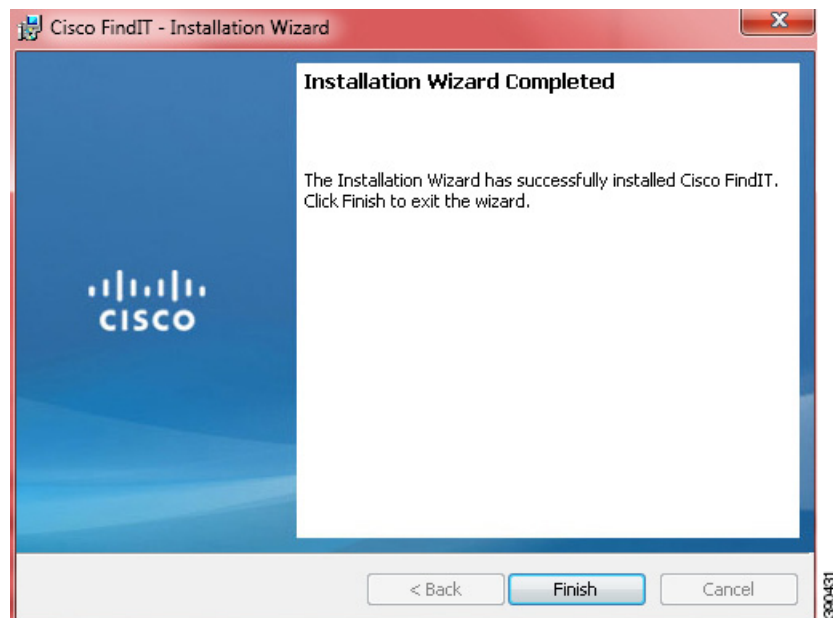 Cisco FindIT - Installation Wizard
Installation Wizard Completed
The Installation Wizard has successfully installed Cisco FindIT.
Click Finish to exit the wizard.
CISCO
< Back
Finish
Cancel
390431